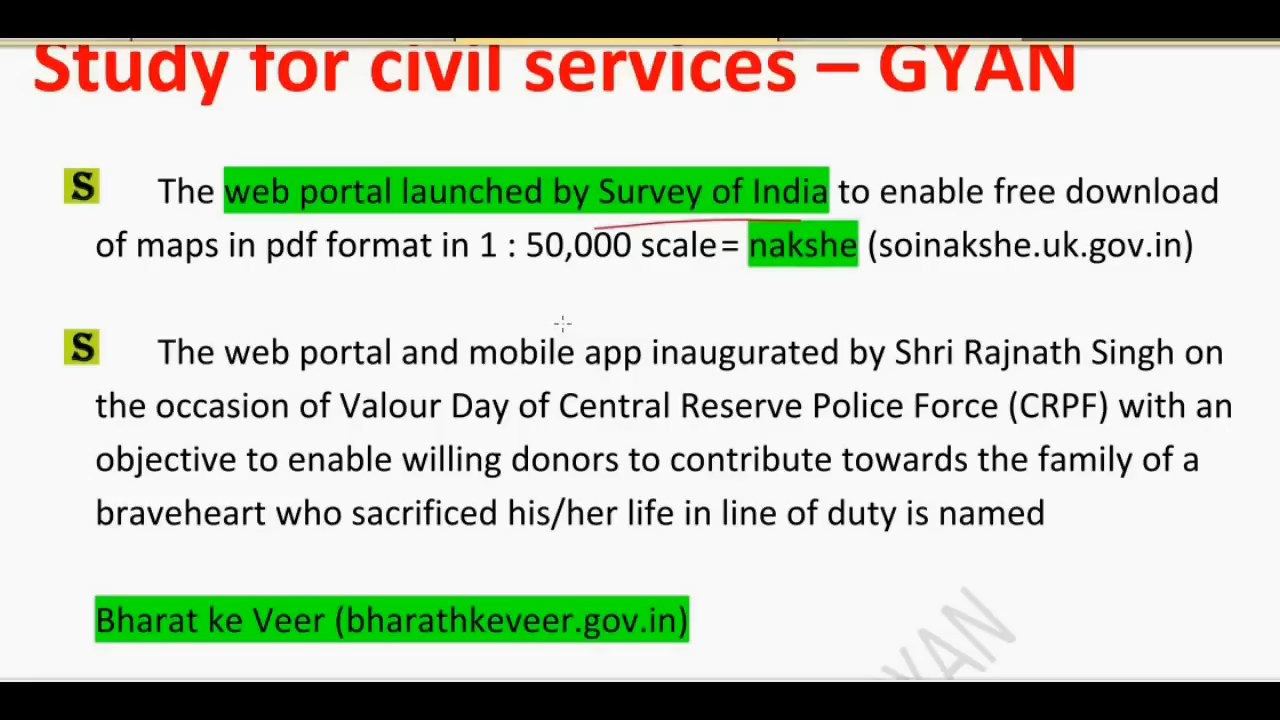 Study for civil services – GYAN
S The web portal launched by Survey of India to enable free download
of maps in pdf format in 1 : 50,000 scale = nakshe (soinakshe.uk.gov.in)
S The web portal and mobile app inaugurated by Shri Rajnath Singh on
the occasion of Valour Day of Central Reserve Police Force (CRPF) with an
objective to enable willing donors to contribute towards the family of a
braveheart who sacrificed his/her life in line of duty is named
Bharat ke Veer (bharathkeveer.gov.in)
YAN